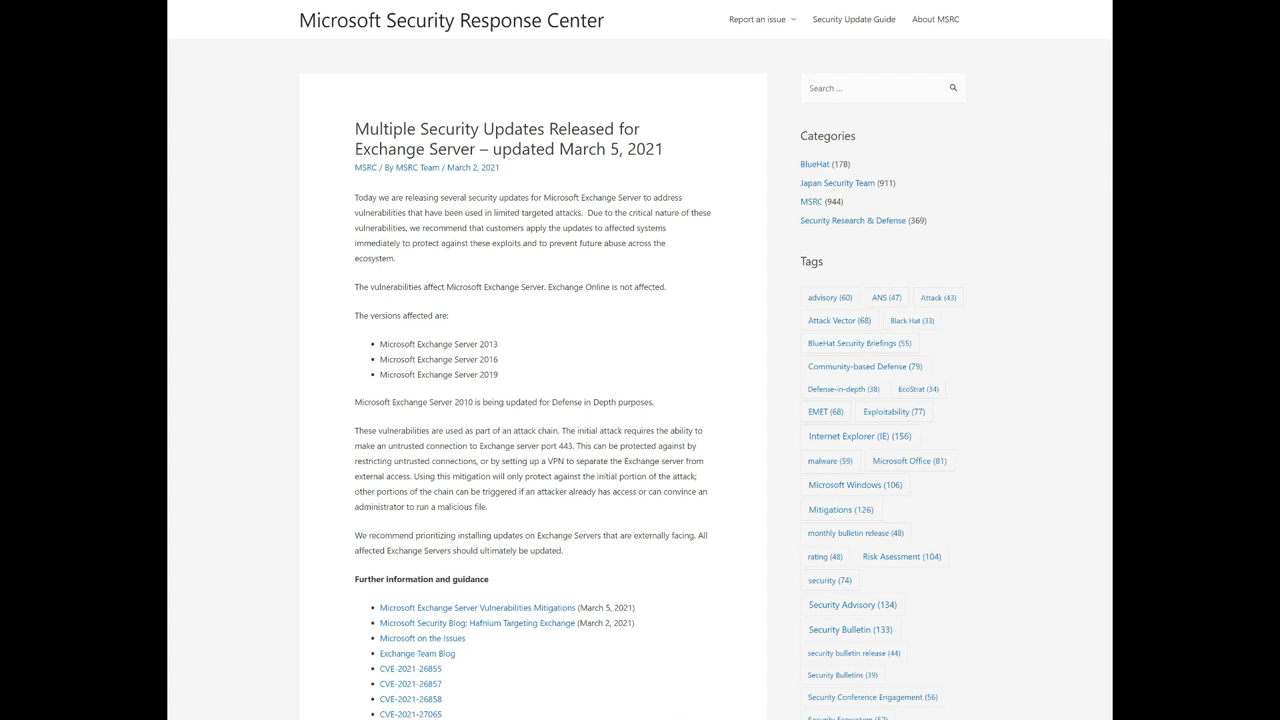 Microsoft Security Response Center
Report an issue
Security Update Guide
About MSRC
Multiple Security Updates Released for
Exchange Server – updated March 5, 2021
MSRC / By MSRC Team / March 2, 2021
Today we are releasing several security updates for Microsoft Exchange Server to address
vulnerabilities that have been used in limited targeted attacks.  Due to the critical nature of these
vulnerabilities, we recommend that customers apply the updates to affected systems
immediately to protect against these exploits and to prevent future abuse across the
ecosystem.
The vulnerabilities affect Microsoft Exchange Server. Exchange Online is not affected.
The versions affected are:
• Microsoft Exchange Server 2013
• Microsoft Exchange Server 2016
• Microsoft Exchange Server 2019
Microsoft Exchange Server 2010 is being updated for Defense in Depth purposes.
These vulnerabilities are used as part of an attack chain. The initial attack requires the ability to
make an untrusted connection to Exchange server port 443. This can be protected against by
restricting untrusted connections, or by setting up a VPN to separate the Exchange server from
external access. Using this mitigation will only protect against the initial portion of the attack;
other portions of the chain can be triggered if an attacker already has access or can convince an
administrator to run a malicious file.
We recommend prioritizing installing updates on Exchange Servers that are externally facing. All
affected Exchange Servers should ultimately be updated.
Further information and guidance
• Microsoft Exchange Server Vulnerabilities Mitigations (March 5, 2021)
• Microsoft Security Blog: Hafnium Targeting Exchange (March 2, 2021)
• Microsoft on the Issues
• Exchange Team Blog
• CVE-2021-26855
• CVE-2021-26857
• CVE-2021-26858
• CVE-2021-27065
Search ...
Categories
BlueHat (178)
Japan Security Team (911)
MSRC (944)
Security Research & Defense (369)
Tags
advisory (60) ANS (47) Attack (43)
Attack Vector (68) Black Hat (33)
BlueHat Security Briefings (55)
Community-based Defense (79)
Defense-in-depth (38) EcoStrat (34)
EMET (68) Exploitability (77)
Internet Explorer (IE) (156)
malware (59) Microsoft Office (81)
Microsoft Windows (106)
Mitigations (126)
monthly bulletin release (48)
rating (48) Risk Asessment (104)
security (74)
Security Advisory (134)
Security Bulletin (133)
security bulletin release (44)
Security Bulletins (39)
Security Conference Engagement (56)
Security Ecosystem (52)